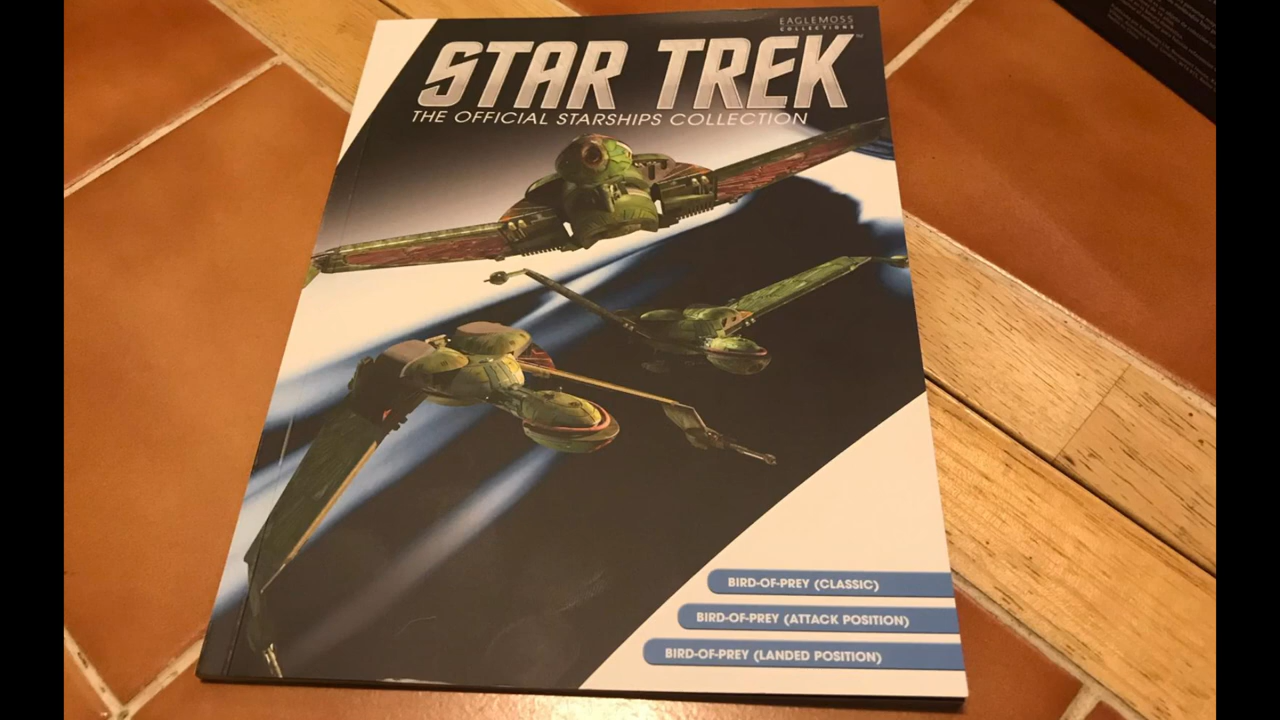 EAGLEMOSS
COLLECTIONS
STAR TREK™
THE OFFICIAL STARSHIPS COLLECTION
BIRD-OF-PREY (CLASSIC)
BIRD-OF-PREY (ATTACK POSITION)
BIRD-OF-PREY (LANDED POSITION)